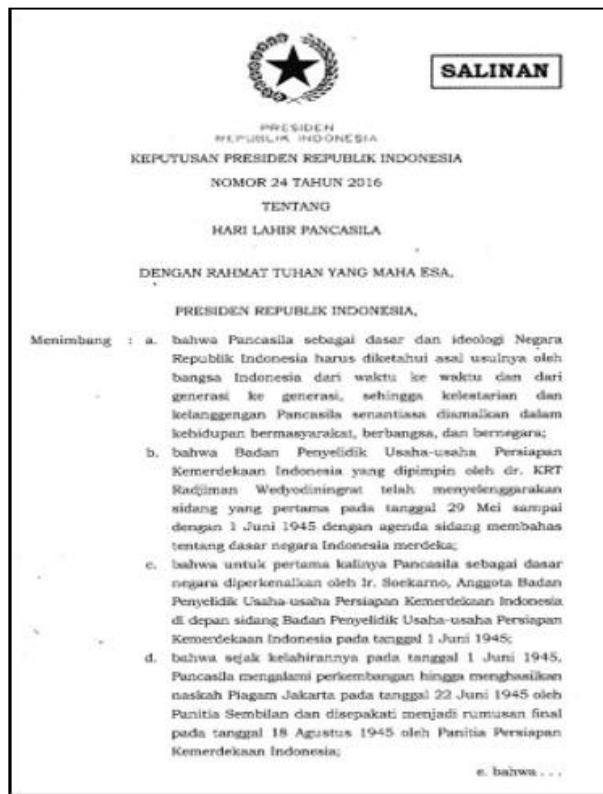 SALINAN
PRESIDEN
REPUBLIK INDONESIA
KEPUTUSAN PRESIDEN REPUBLIK INDONESIA
NOMOR 24 TAHUN 2016
TENTANG
HARI LAHIR PANCASILA
DENGAN RAHMAT TUHAN YANG MAHA ESA,
PRESIDEN REPUBLIK INDONESIA,
Menimbang : a. bahwa Pancasila sebagai dasar dan ideologi Negara
Republik Indonesia harus diketahui asal usulnya oleh
bangsa Indonesia dari waktu ke waktu dan dari
generasi ke generasi, sehingga kelestarian dan
kelanggengan Pancasila senantiasa diamalkan dalam
kehidupan bermasyarakat, berbangsa, dan bernegara;
b. bahwa Badan Penyelidik Usaha-usaha Persiapan
Kemerdekaan Indonesia yang dipimpin oleh dr. KRT
Radjiman Wedyodiningrat telah menyelenggarakan
sidang yang pertama pada tanggal 29 Mei sampai
dengan 1 Juni 1945 dengan agenda sidang membahas
tentang dasar negara Indonesia merdeka;
c. bahwa untuk pertama kalinya Pancasila sebagai dasar
negara diperkenalkan oleh Ir. Soekarno, Anggota Badan
Penyelidik Usaha-usaha Persiapan Kemerdekaan Indonesia
di depan sidang Badan Penyelidik Usaha-usaha Persiapan
Kemerdekaan Indonesia pada tanggal 1 Juni 1945;
d. bahwa sejak kelahirannya pada tanggal 1 Juni 1945,
Pancasila mengalami perkembangan hingga menghasilkan
naskah Piagam Jakarta pada tanggal 22 Juni 1945 oleh
Panitia Sembilan dan disepakati menjadi rumusan final
pada tanggal 18 Agustus 1945 oleh Panitia Persiapan
Kemerdekaan Indonesia;
e. bahwa . . .